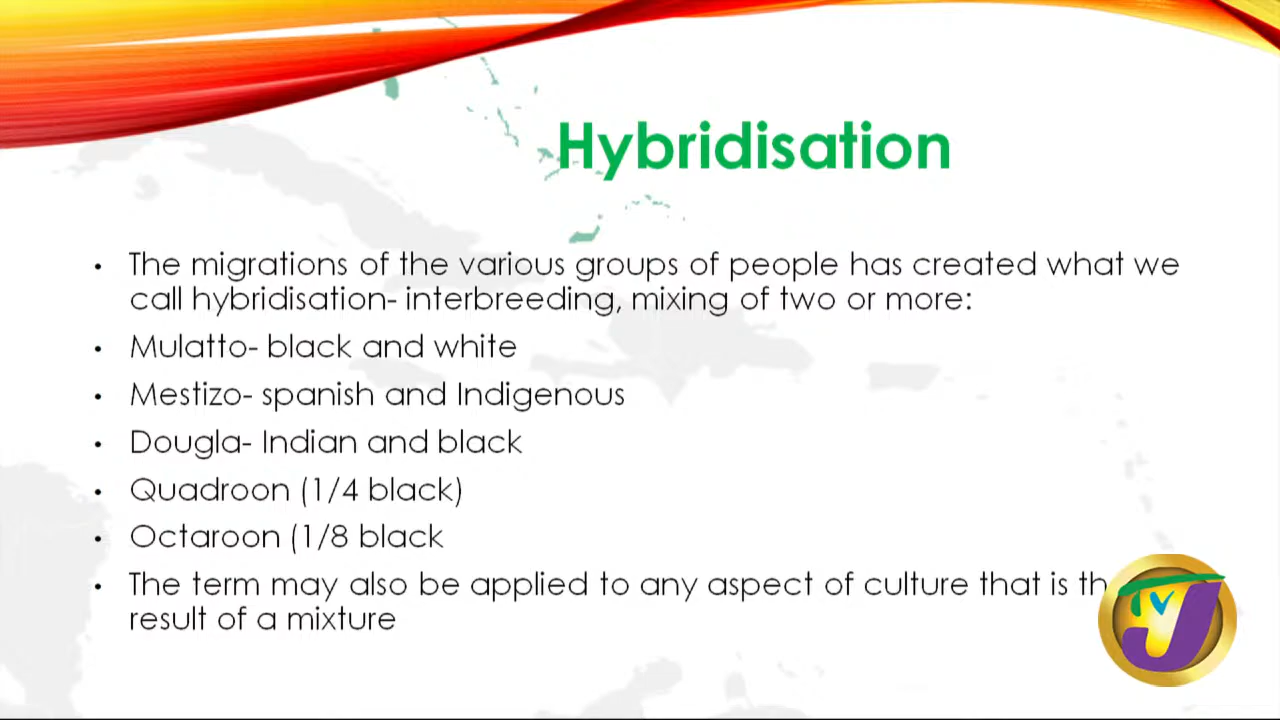 Hybridisation
• The migrations of the various groups of people has created what we
call hybridisation- interbreeding, mixing of two or more:
• Mulatto- black and white
• Mestizo- spanish and Indigenous
• Dougla- Indian and black
• Quadroon (1/4 black)
• Octaroon (1/8 black
• The term may also be applied to any aspect of culture that is th
result of a mixture
TVJ